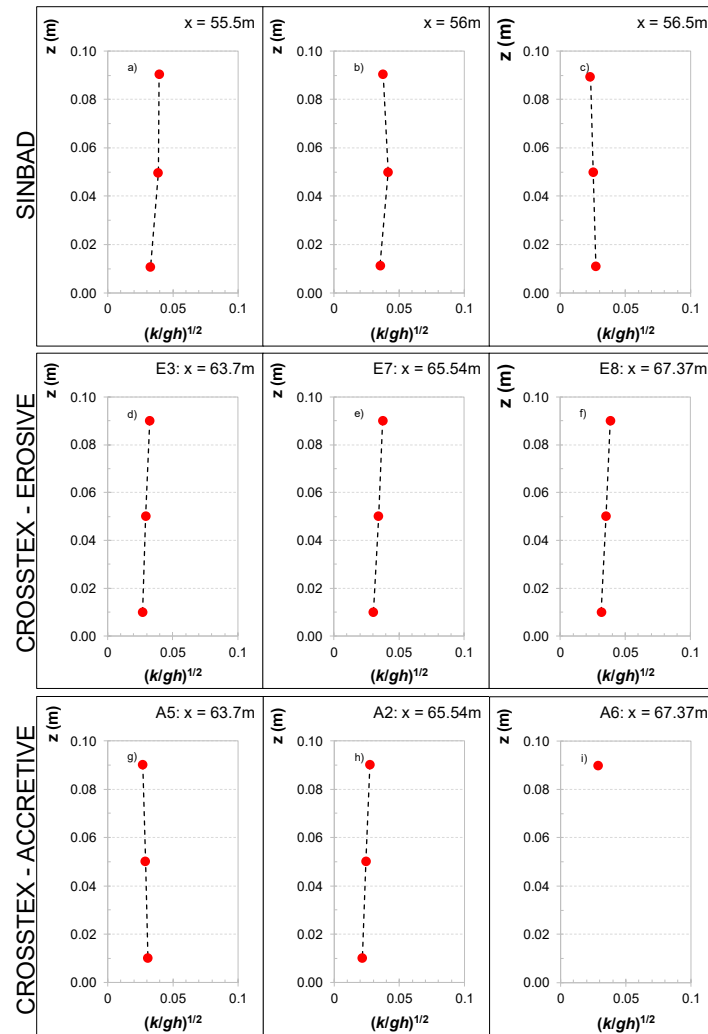 SINBAD
x = 55.5m
z (m)
a)
0.10
0.08
0.06
0.04
0.02
0.00
0
0.05
0.1
(k/gh)1/2
x = 56m
z (m)
b)
0.10
0.08
0.06
0.04
0.02
0.00
0
0.05
0.1
(k/gh)1/2
x = 56.5m
z (m)
c)
0.10
0.08
0.06
0.04
0.02
0.00
0
0.05
0.1
(k/gh)1/2
CROSSTEX - EROSIVE
E3: x = 63.7m
z (m)
d)
0.10
0.08
0.06
0.04
0.02
0.00
0
0.05
0.1
(k/gh)1/2
E7: x = 65.54m
z (m)
e)
0.10
0.08
0.06
0.04
0.02
0.00
0
0.05
0.1
(k/gh)1/2
E8: x = 67.37m
z (m)
f)
0.10
0.08
0.06
0.04
0.02
0.00
0
0.05
0.1
(k/gh)1/2
CROSSTEX - ACCRETIVE
A5: x = 63.7m
z (m)
g)
0.10
0.08
0.06
0.04
0.02
0.00
0
0.05
0.1
(k/gh)1/2
A2: x = 65.54m
z (m)
h)
0.10
0.08
0.06
0.04
0.02
0.00
0
0.05
0.1
(k/gh)1/2
A6: x = 67.37m
z (m)
i)
0.10
0.08
0.06
0.04
0.02
0.00
0
0.05
0.1
(k/gh)1/2